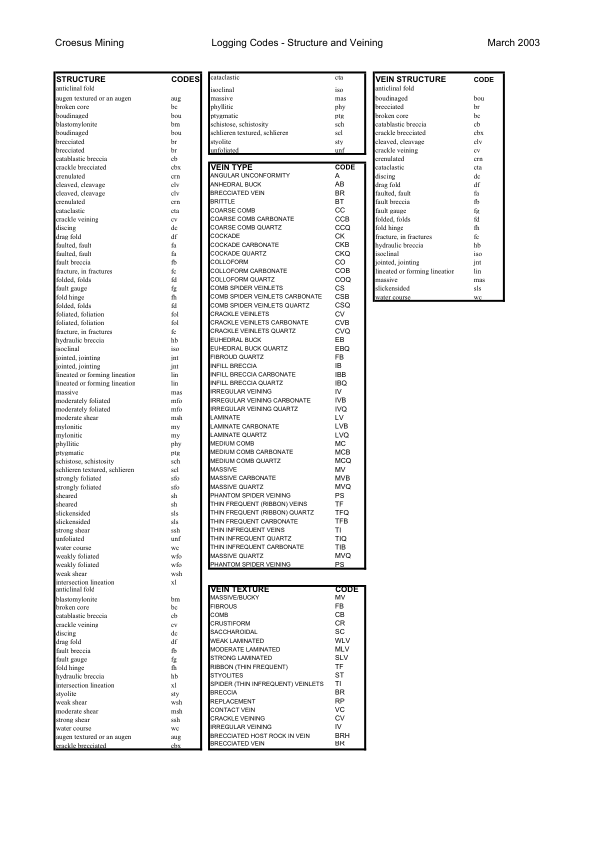 Croesus Mining Logging Codes - Structure and Veining March 2003
STRUCTURE CODES
anticlinal fold
augen textured or an augen aug
broken core bc
boudinaged bou
blastomylonite bm
boudinaged bou
brecciated br
brecciated br
catablastic breccia cb
crackle brecciated cbx
crenulated crn
cleaved, cleavage clv
cleaved, cleavage clv
crenulated crn
cataclastic cta
crackle veining cv
discing dc
drag fold df
faulted, fault fa
faulted, fault fa
fault breccia fb
fracture, in fractures fc
folded, folds fd
fault gouge fg
fold hinge fh
folded, folds fd
foliated, foliation fol
foliated, foliation fol
fracture, in fractures fc
hydraulic breccia hb
isoclinal iso
jointed, jointing jnt
jointed, jointing jnt
lineated or forming lineation lin
lineated or forming lineation lin
massive mas
moderately foliated mfo
moderately foliated mfo
moderate shear msh
mylonitic my
mylonitic my
phyllitic phy
ptygmatic ptg
schistose, schistosity sch
schlieren textured, schlieren scl
strongly foliated sfo
strongly foliated sfo
sheared sh
sheared sh
slickensided sls
slickensided sls
strong shear ssh
unfoliated unf
water course wc
weakly foliated wfo
weakly foliated wfo
weak shear wsh
intersection lineation xl
anticlinal fold
blastomylonite bm
broken core bc
catablastic breccia cb
crackle veining cv
discing dc
drag fold df
fault breccia fb
fault gouge fg
fold hinge fh
hydraulic breccia hb
intersection lineation xl
styolite sty
weak shear wsh
moderate shear msh
strong shear ssh
water course wc
augen textured or an augen aug
crackle brecciated cbx
cataclastic cta
isoclinal iso
massive mas
phyllitic phy
ptygmatic ptg
schistose, schistosity sch
schlieren textured, schlieren scl
styolite sty
unfoliated unf
VEIN TYPE CODE
ANGULAR UNCONFORMITY A
ANHEDRAL BUCK AB
BRECCIATED VEIN BR
BRITTLE BT
COARSE COMB CC
COARSE COMB CARBONATE CCB
COARSE COMB QUARTZ CCQ
COCKADE CK
COCKADE CARBONATE CKB
COCKADE QUARTZ CKQ
COLLOFORM CO
COLLOFORM CARBONATE COB
COLLOFORM QUARTZ COQ
COMB SPIDER VEINLETS CS
COMB SPIDER VEINLETS CARBONATE CSB
COMB SPIDER VEINLETS QUARTZ CSQ
CRACKLE VEINLETS CV
CRACKLE VEINLETS CARBONATE CVB
CRACKLE VEINLETS QUARTZ CVQ
EUHEDRAL BUCK EB
EUHEDRAL BUCK QUARTZ EBQ
FIBROUD QUARTZ FB
INFILL BRECCIA IB
INFILL BRECCIA CARBONATE IBB
INFILL BRECCIA QUARTZ IBQ
IRREGULAR VEINING IV
IRREGULAR VEINING CARBONATE IVB
IRREGULAR VEINING QUARTZ IVQ
LAMINATE LV
LAMINATE CARBONATE LVB
LAMINATE QUARTZ LVQ
MEDIUM COMB MC
MEDIUM COMB CARBONATE MCB
MEDIUM COMB QUARTZ MCQ
MASSIVE MV
MASSIVE CARBONATE MVB
MASSIVE QUARTZ MVQ
PHANTOM SPIDER VEINING PS
THIN FREQUENT (RIBBON) VEINS TF
THIN FREQUENT (RIBBON) QUARTZ TFQ
THIN FREQUENT CARBONATE TFB
THIN INFREQUENT VEINS TI
THIN INFREQUENT QUARTZ TIQ
THIN INFREQUENT CARBONATE TIB
MASSIVE QUARTZ MVQ
PHANTOM SPIDER VEINING PS
VEIN TEXTURE CODE
MASSIVE/BUCKY MV
FIBROUS FB
COMB CB
CRUSTIFORM CR
SACCHAROIDAL SC
WEAK LAMINATED WLV
MODERATE LAMINATED MLV
STRONG LAMINATED SLV
RIBBON (THIN FREQUENT) TF
STYOLITES ST
SPIDER (THIN INFREQUENT) VEINLETS TI
BRECCIA BR
REPLACEMENT RP
CONTACT VEIN VC
CRACKLE VEINING CV
IRREGULAR VEINING IV
BRECCIATED HOST ROCK IN VEIN BRH
BRECCIATED VEIN BR
VEIN STRUCTURE CODE
anticlinal fold
boudinaged bou
brecciated br
broken core bc
catablastic breccia cb
crackle brecciated cbx
cleaved, cleavage clv
crackle veining cv
crenulated crn
cataclastic cta
discing dc
drag fold df
faulted, fault fa
fault breccia fb
fault gouge fg
folded, folds fd
fold hinge fh
fracture, in fractures fc
hydraulic breccia hb
isoclinal iso
jointed, jointing jnt
lineated or forming lineation lin
massive mas
slickensided sls
water course wc